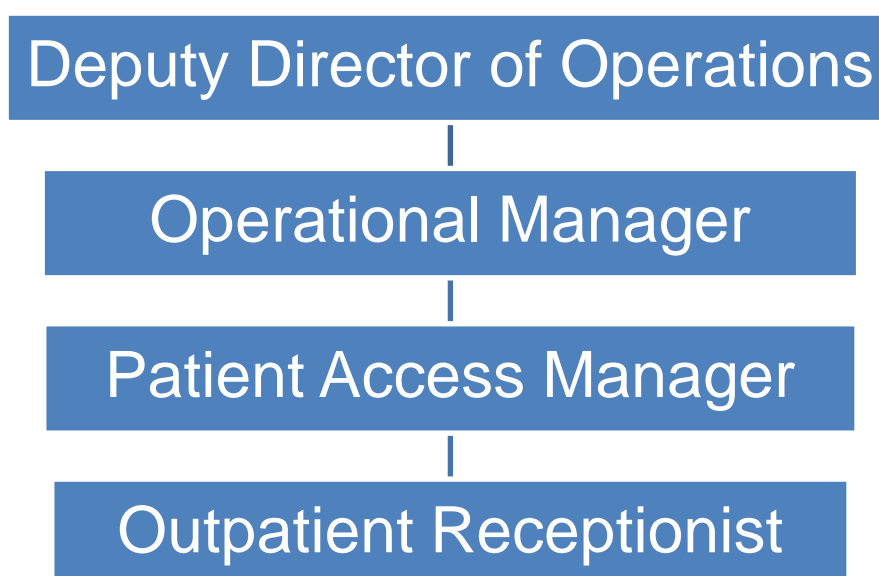 Deputy Director of Operations
Operational Manager
Patient Access Manager
Outpatient Receptionist